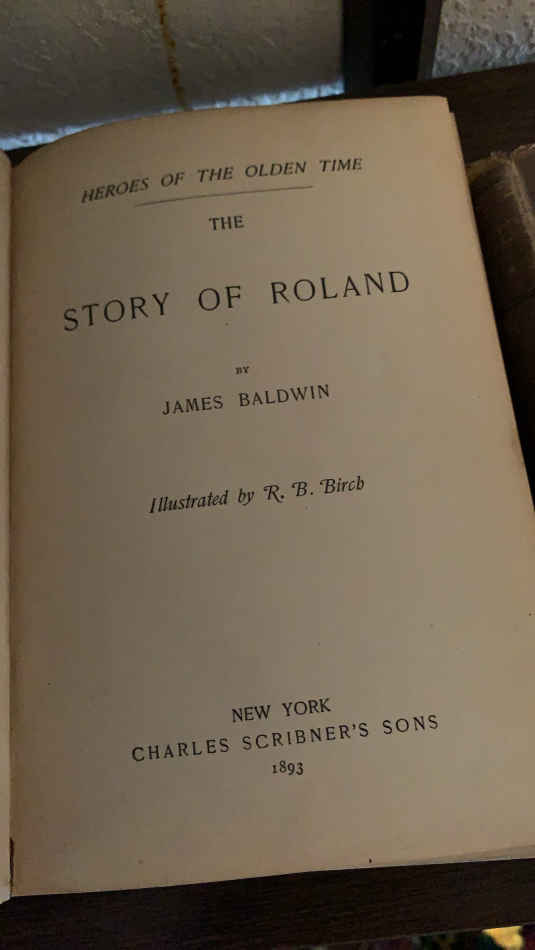 HEROES OF THE OLDEN TIME
THE
STORY OF ROLAND
BY
JAMES BALDWIN
Illustrated by R. B. Birch
NEW YORK
CHARLES SCRIBNER'S SONS
1893